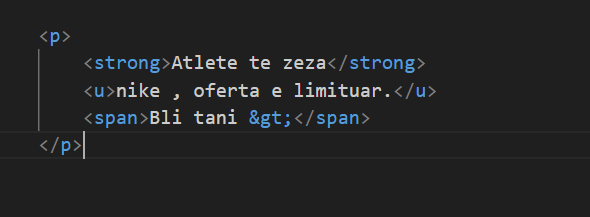 <p>
<strong>Atlete te zeza</strong>
<u>nike , oferta e limituar.</u>
<span>Bli tani &gt;</span>
</p>